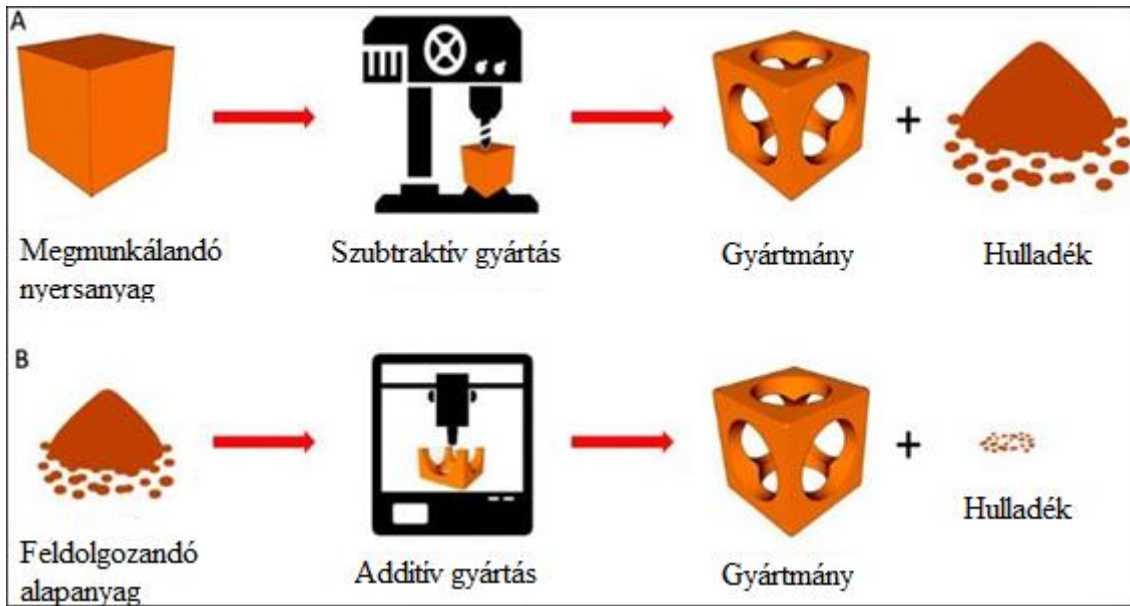 A
Megmunkálandó
nyersanyag
Szubtraktív gyártás
Gyártmány
+
Hulladék
B
Feldolgozandó
alapanyag
Additív gyártás
Gyártmány
+
Hulladék